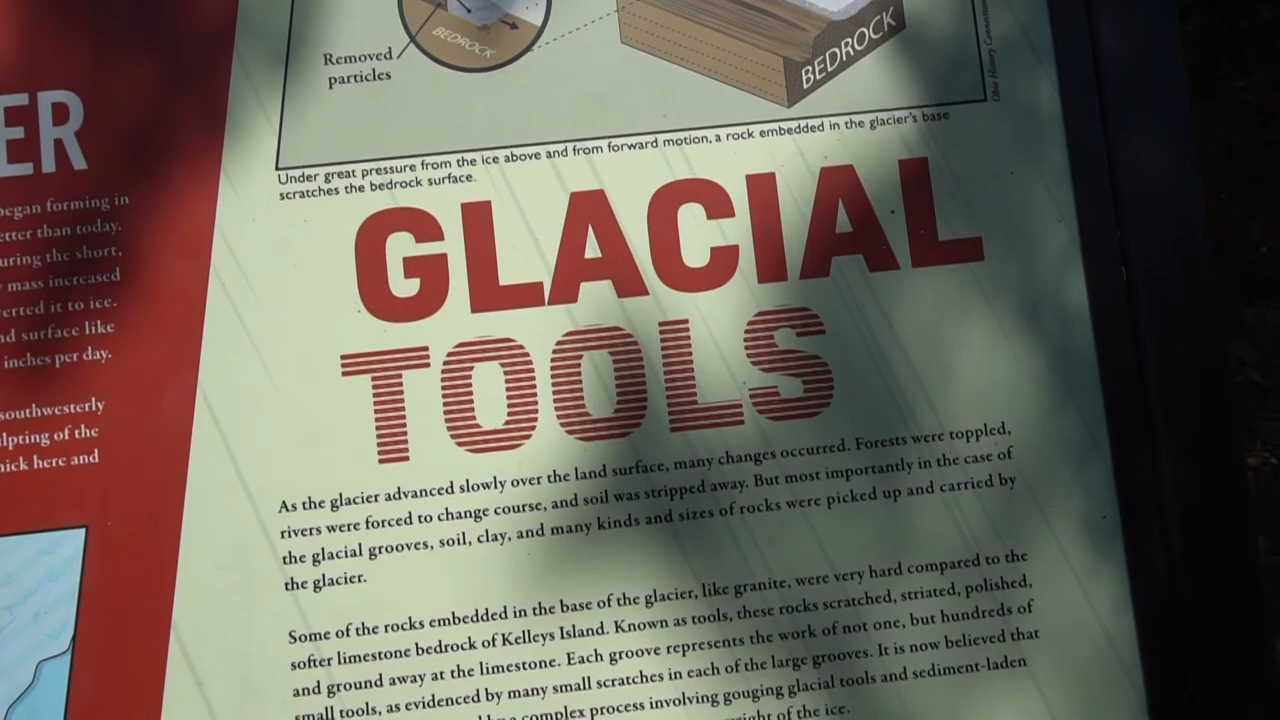 BEDROCK
BEDROCK
Removed
particles
Ohio History Connection
Under great pressure from the ice above and from forward motion, a rock embedded in the glacier's base
scratches the bedrock surface.
GLACIAL
TOOLS
As the glacier advanced slowly over the land surface, many changes occurred. Forests were toppled,
rivers were forced to change course, and soil was stripped away. But most importantly in the case of
the glacial grooves, soil, clay, and many kinds and sizes of rocks were picked up and carried by
the glacier.
Some of the rocks embedded in the base of the glacier, like granite, were very hard compared to the
softer limestone bedrock of Kelleys Island. Known as tools, these rocks scratched, striated, polished,
and ground away at the limestone. Each groove represents the work of not one, but hundreds of
small tools, as evidenced by many small scratches in each of the large grooves. It is now believed that
complex process involving gouging glacial tools and sediment-laden
of the ice.
ER
began forming in
than today.
the short,
mass increased
it to ice.
surface like
inches per day.
southwesterly
of the
here and